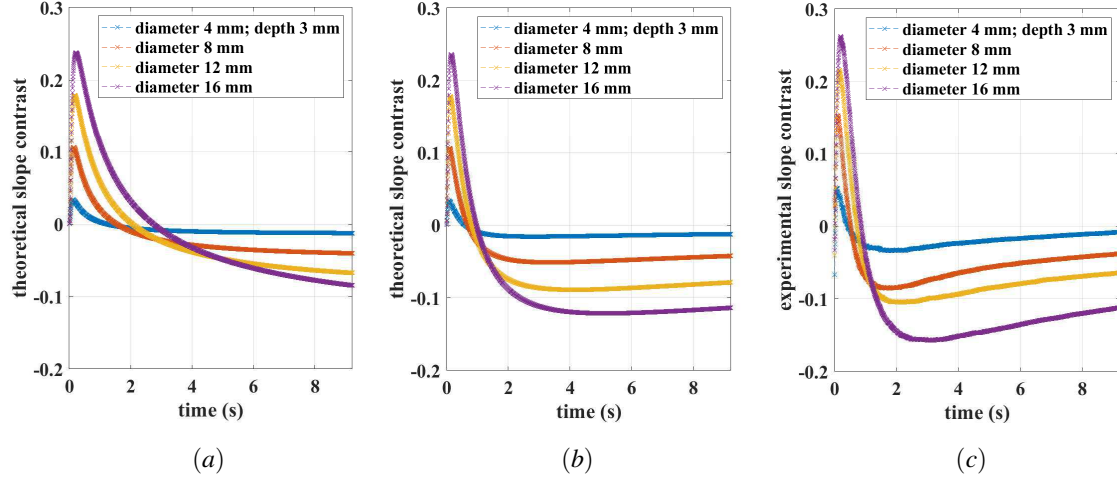 diameter 4 mm; depth 3 mm
diameter 8 mm
diameter 12 mm
diameter 16 mm
theoretical slope contrast
0.3
0.2
0.1
0
-0.1
-0.2
0 2 4 6 8
time (s)
(a)
diameter 4 mm; depth 3 mm
diameter 8 mm
diameter 12 mm
diameter 16 mm
theoretical slope contrast
0.3
0.2
0.1
0
-0.1
-0.2
0 2 4 6 8
time (s)
(b)
diameter 4 mm; depth 3 mm
diameter 8 mm
diameter 12 mm
diameter 16 mm
experimental slope contrast
0.3
0.2
0.1
0
-0.1
-0.2
0 2 4 6 8
time (s)
(c)